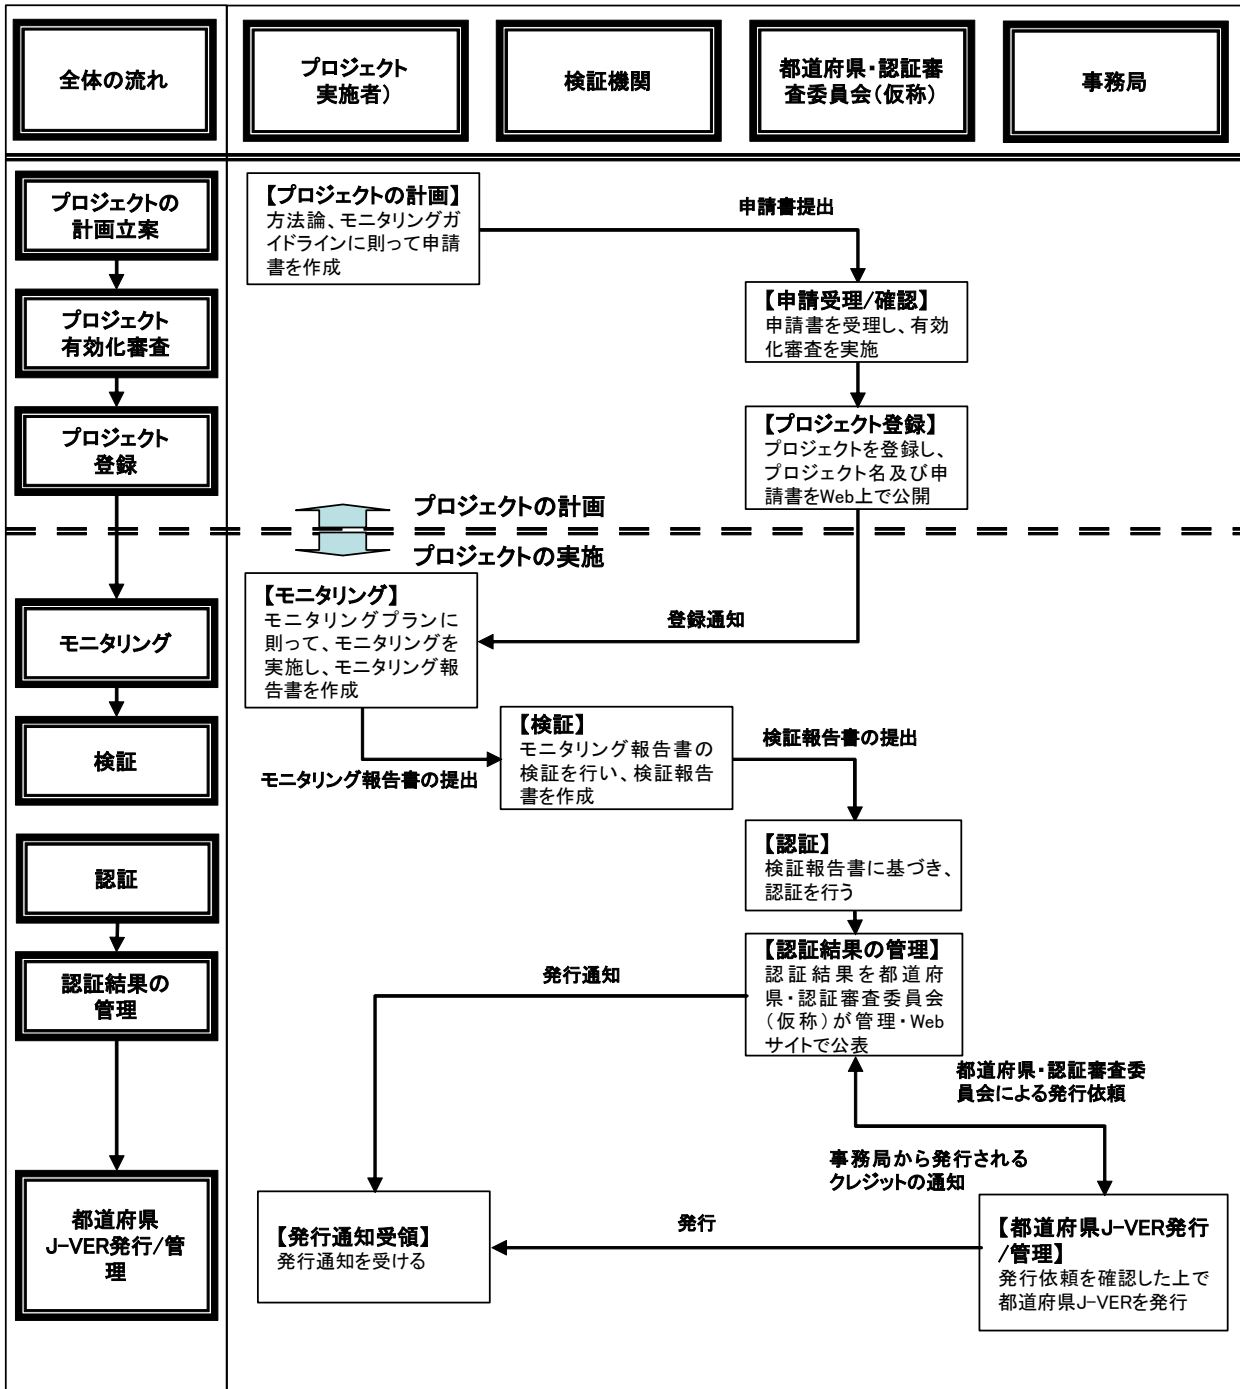 全体の流れ
プロジェクト
実施者）
検証機関
都道府県・認証審
査委員会（仮称）
事務局
プロジェクトの
計画立案
【プロジェクトの計画】
方法論、モニタリングガ
イドラインに則って申請
書を作成
申請書提出
プロジェクト
有効化審査
【申請受理/確認】
申請書を受理し、有効
化審査を実施
プロジェクト
登録
【プロジェクト登録】
プロジェクトを登録し、
プロジェクト名及び申
請書をWeb上で公開
プロジェクトの計画
プロジェクトの実施
モニタリング
【モニタリング】
モニタリングプランに
則って、モニタリングを
実施し、モニタリング報
告書を作成
登録通知
検証
モニタリング報告書の提出
【検証】
モニタリング報告書の
検証を行い、検証報告
書を作成
検証報告書の提出
認証
【認証】
検証報告書に基づき、
認証を行う
認証結果の
管理
発行通知
【認証結果の管理】
認証結果を都道府
県・認証審査委員会
（仮称）が管理・Web
サイトで公表
都道府県・認証審査委
員会による発行依頼
事務局から発行される
クレジットの通知
都道府県
J-VER発行/管
理
【発行通知受領】
発行通知を受ける
発行
【都道府県J-VER発行
/管理】
発行依頼を確認した上で
都道府県J-VERを発行